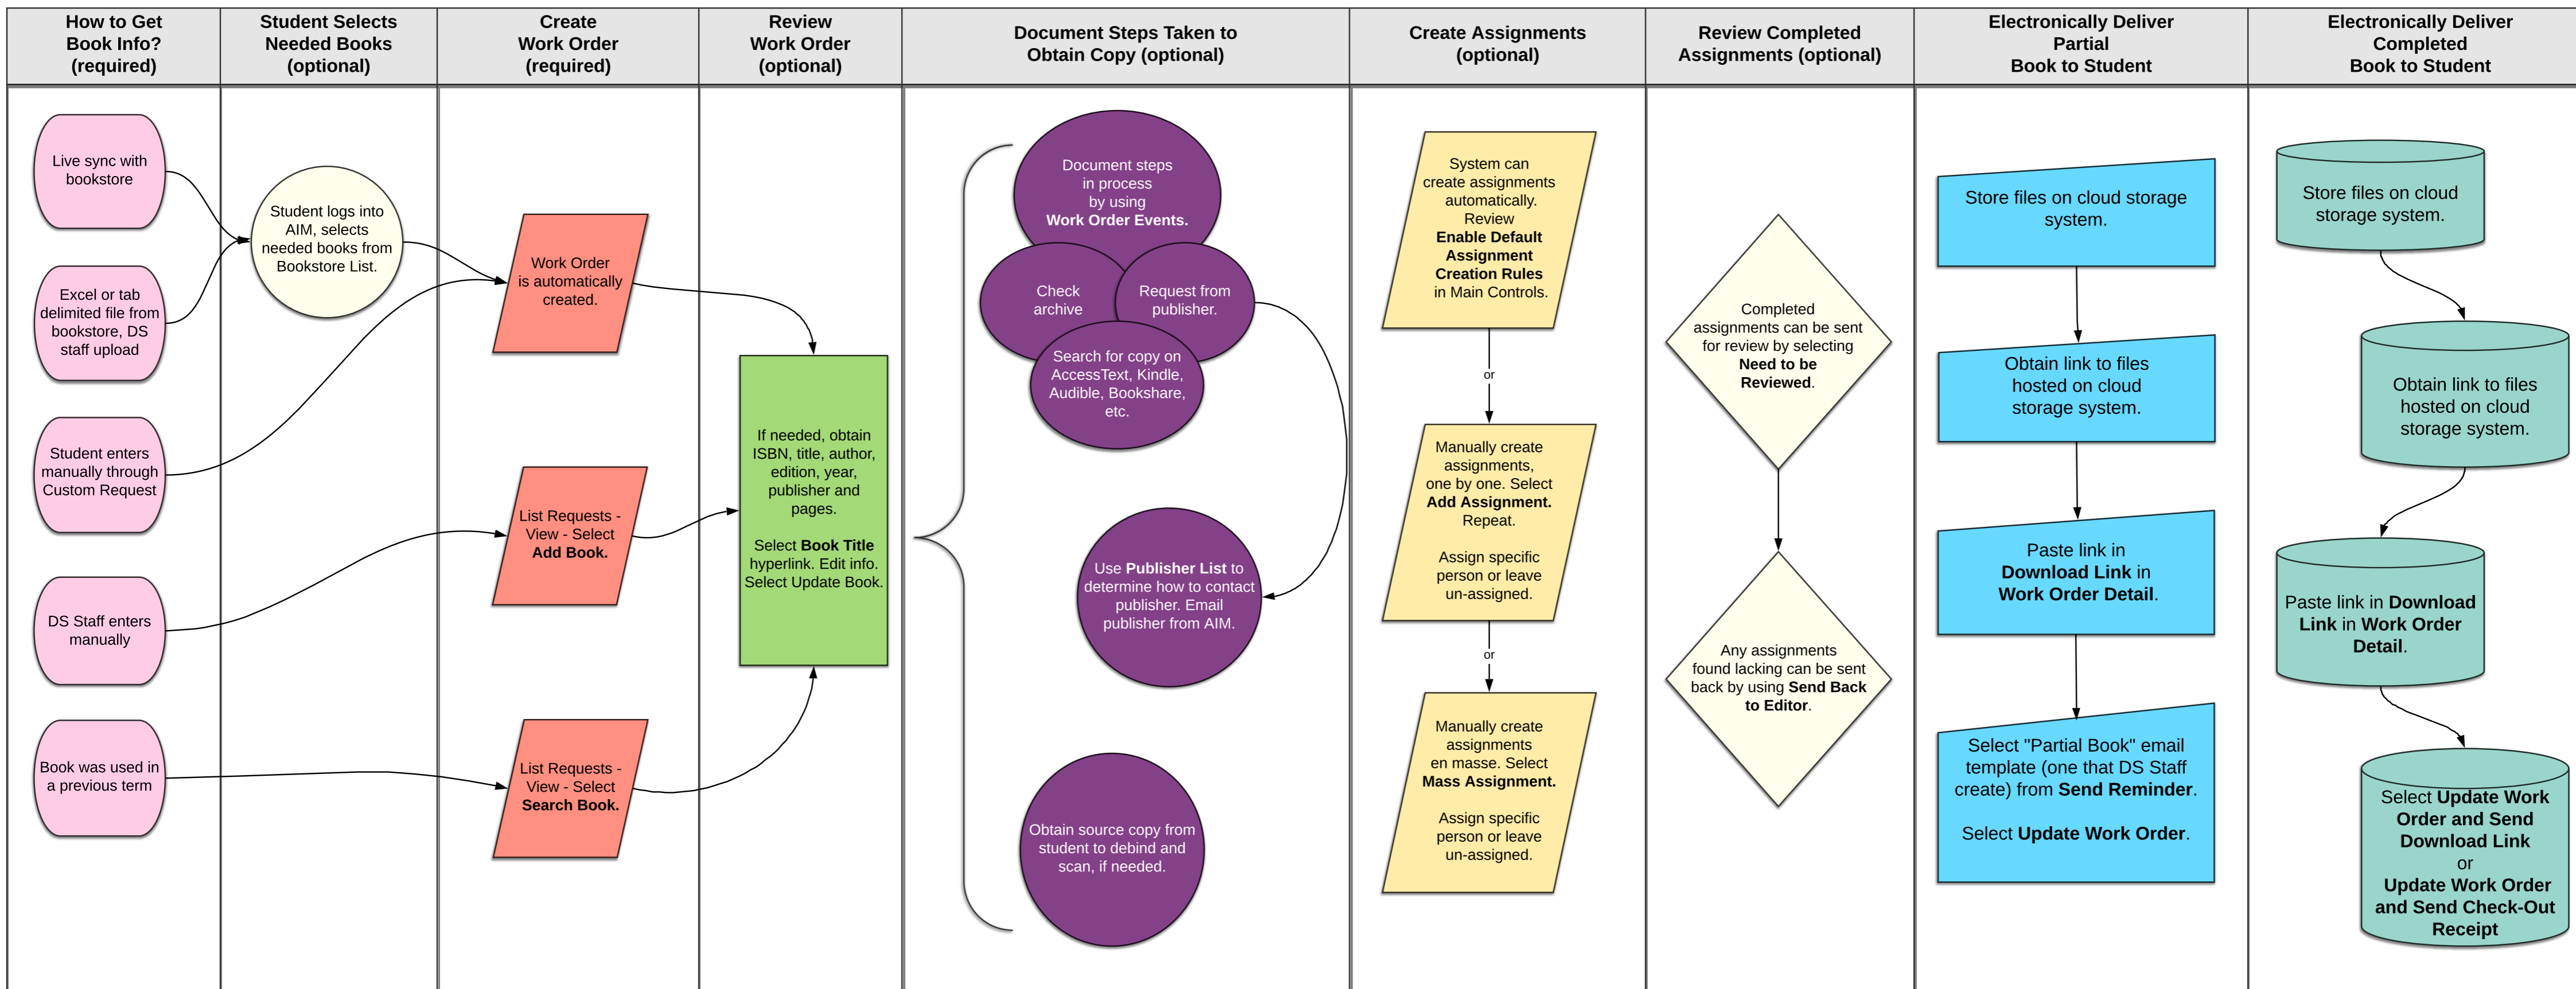 How to Get
Book Info?
(required)
Student Selects
Needed Books
(optional)
Create
Work Order
(required)
Review
Work Order
(optional)
Document Steps Taken to
Obtain Copy (optional)
Create Assignments
(optional)
Review Completed
Assignments (optional)
Electronically Deliver
Partial
Book to Student
Electronically Deliver
Completed
Book to Student
Live sync with
bookstore
Excel or tab
delimited file from
bookstore, DS
staff upload
Student enters
manually through
Custom Request
DS Staff enters
manually
Book was used in
a previous term
Student logs into
AIM, selects
needed books from
Bookstore List.
Work Order
is automatically
created.
List Requests -
View - Select
Add Book.
List Requests -
View - Select
Search Book.
If needed, obtain
ISBN, title, author,
edition, year,
publisher and
pages.
Select Book Title
hyperlink. Edit info.
Select Update Book.
Document steps
in process
by using
Work Order Events.
Check
archive
Request from
publisher.
Search for copy on
AccessText, Kindle,
Audible, Bookshare,
etc.
Use Publisher List to
determine how to contact
publisher. Email
publisher from AIM.
Obtain source copy from
student to debind and
scan, if needed.
System can
create assignments
automatically.
Review
Enable Default
Assignment
Creation Rules
in Main Controls.
or
Manually create
assignments,
one by one. Select
Add Assignment.
Repeat.
Assign specific
person or leave
un-assigned.
or
Manually create
assignments
en masse. Select
Mass Assignment.
Assign specific
person or leave
un-assigned.
Completed
assignments can be sent
for review by selecting
Need to be
Reviewed.
Any assignments
found lacking can be sent
back by using Send Back
to Editor.
Store files on cloud storage
system.
Obtain link to files
hosted on cloud
storage system.
Paste link in
Download Link in
Work Order Detail.
Select "Partial Book" email
template (one that DS Staff
create) from Send Reminder.
Select Update Work Order.
Store files on cloud
storage system.
Obtain link to files
hosted on cloud
storage system.
Paste link in Download
Link in Work Order
Detail.
Select Update Work
Order and Send
Download Link
or
Update Work Order
and Send Check-Out
Receipt